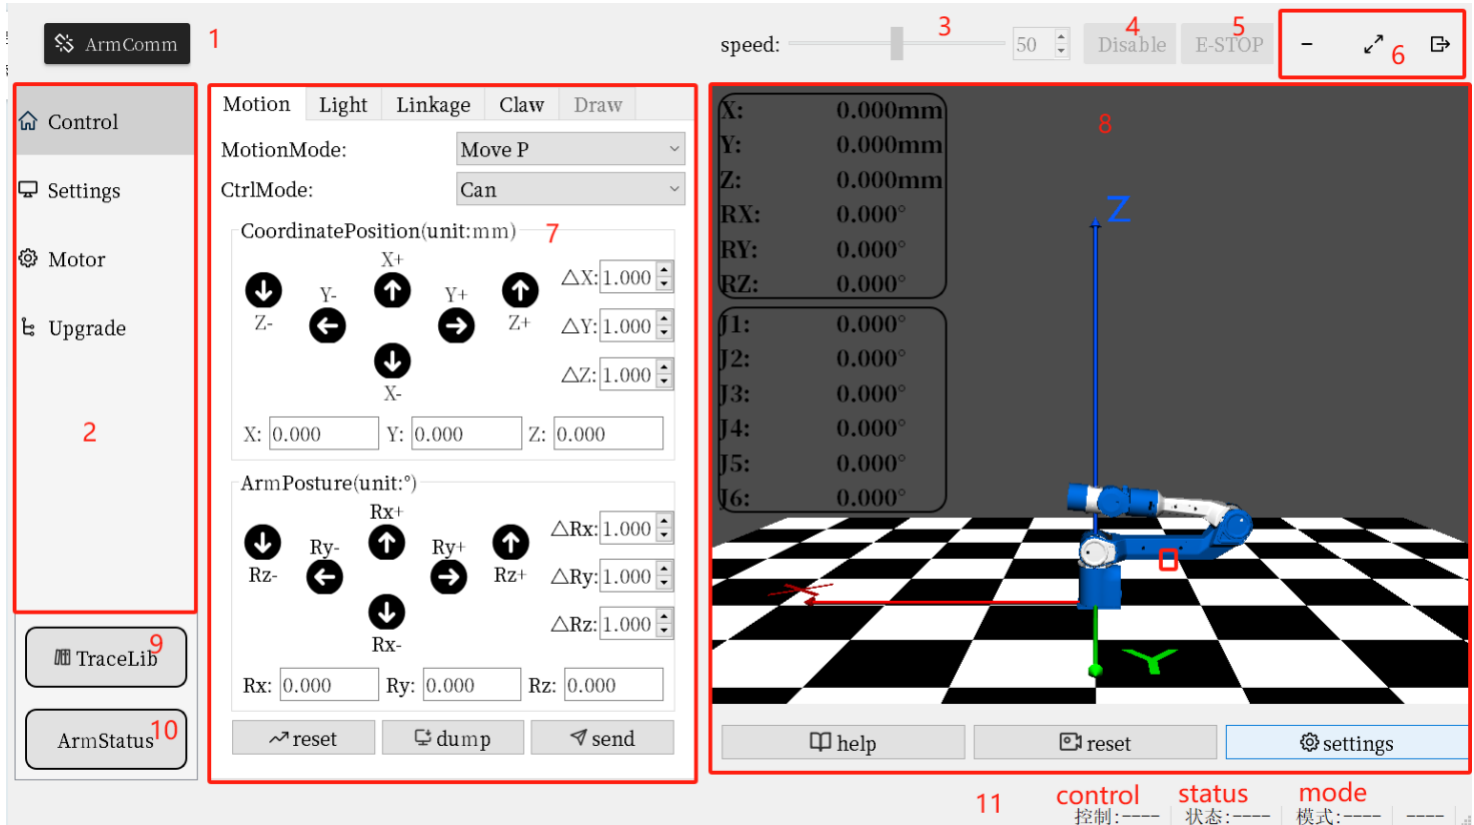 ArmComm 1
speed: 3 50 Disable 4 E-STOP 5 6
Control
Settings
Motor
Upgrade
2
TraceLib 9
ArmStatus 10
Motion Light Linkage Claw Draw
MotionMode: Move P
CtrlMode: Can
CoordinatePosition(unit:mm) 7
X+
Y- Y+
Z- Z+
X-
△X: 1.000
△Y: 1.000
△Z: 1.000
X: 0.000 Y: 0.000 Z: 0.000
ArmPosture(unit:°)
Rx+
Ry- Ry+
Rz- Rz+
Rx-
△Rx: 1.000
△Ry: 1.000
△Rz: 1.000
Rx: 0.000 Ry: 0.000 Rz: 0.000
reset dump send
8
X: 0.000mm
Y: 0.000mm
Z: 0.000mm
RX: 0.000°
RY: 0.000°
RZ: 0.000°
J1: 0.000°
J2: 0.000°
J3: 0.000°
J4: 0.000°
J5: 0.000°
J6: 0.000°
Z
X
Y
help reset settings
11 control status mode
控制:---- 状态:---- 模式:---- ----